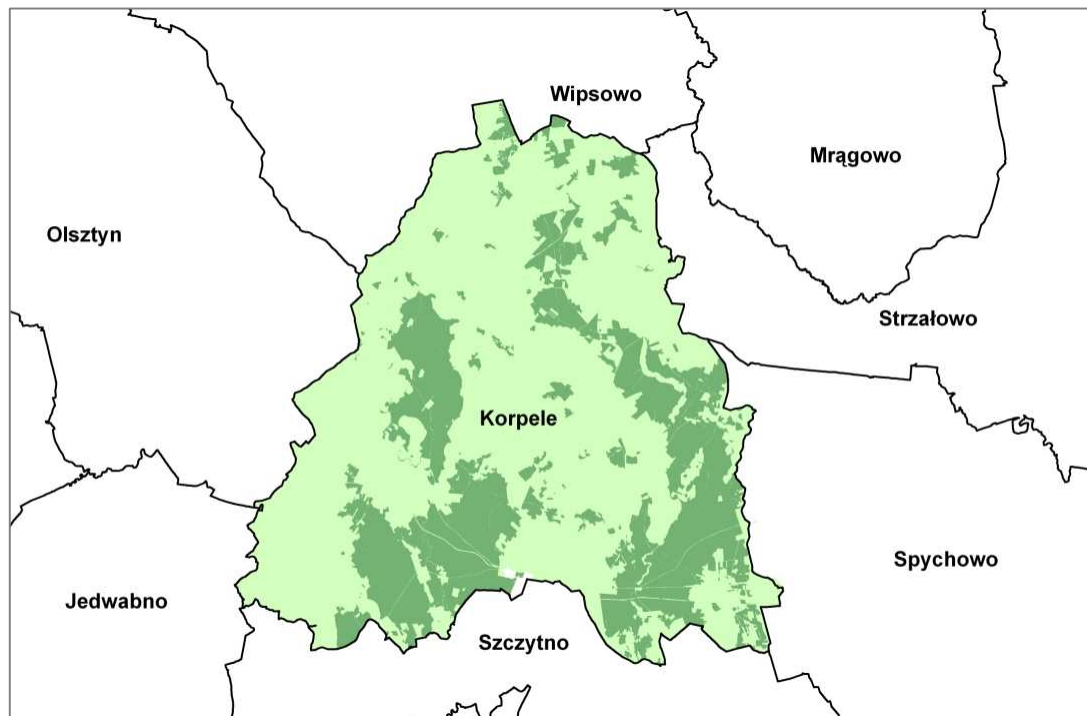 Wipsowo
Mrągowo
Olsztyn
Strzałowo
Korpele
Spychowo
Jedwabno
Szczytno